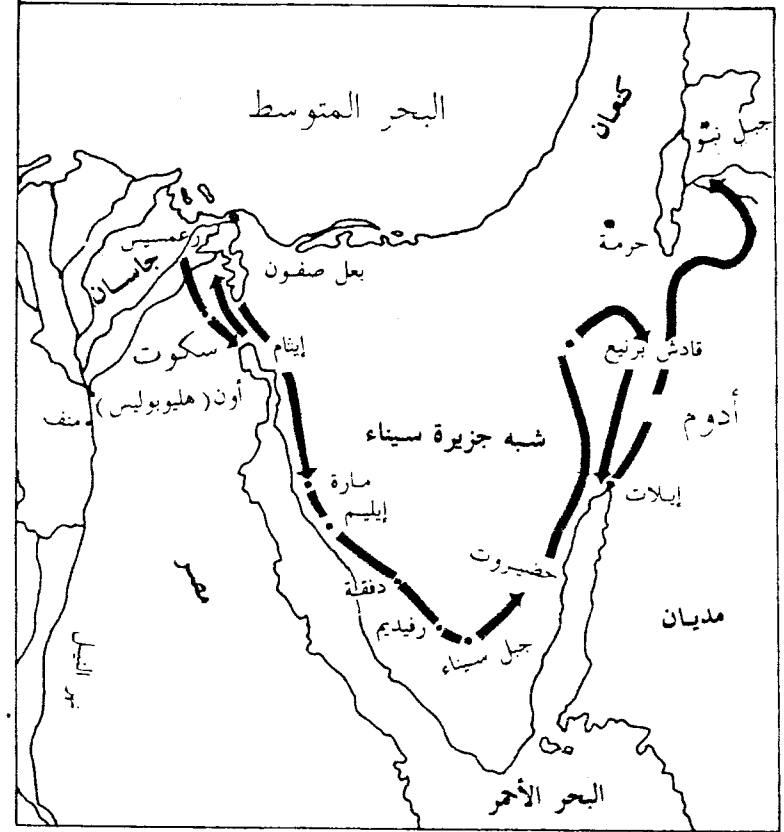 البحر المتوسط
كنعان
جبل نبو
حرمة
رعمسيس
جاسان
بعل صفون
سكوت
إيثام
قادش برنيع
أون (هليوبوليس)
منف
أدوم
شبه جزيرة سيناء
مارة
إيليم
إيلات
حضيروت
دفقة
مصر
رفيديم
جبل سيناء
مديان
نهر النيل
البحر الأحمر